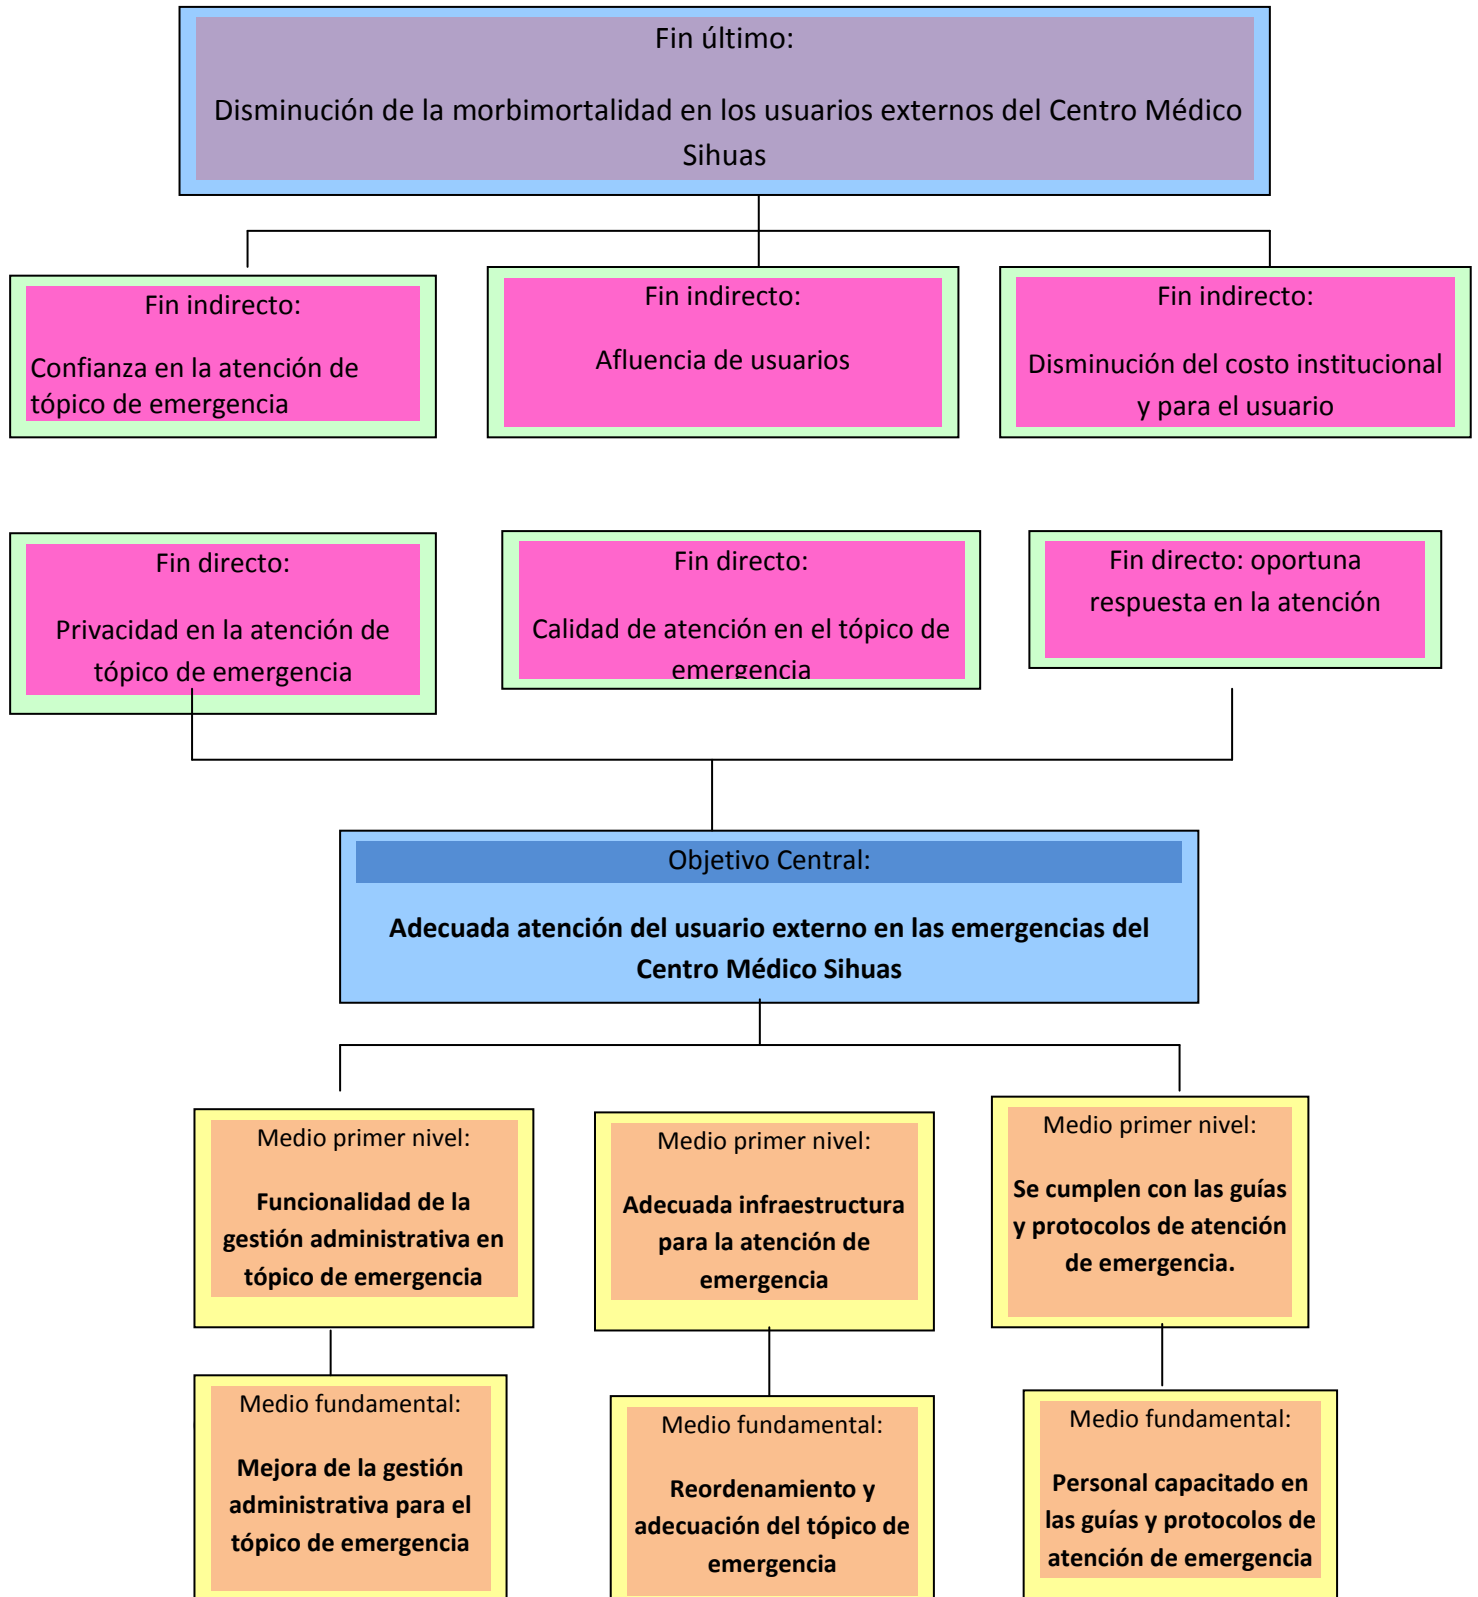 Fin último:
Disminución de la morbimortalidad en los usuarios externos del Centro Médico
Sihuas
Fin indirecto:
Confianza en la atención de
tópico de emergencia
Fin indirecto:
Afluencia de usuarios
Fin indirecto:
Disminución del costo institucional
y para el usuario
Fin directo:
Privacidad en la atención de
tópico de emergencia
Fin directo:
Calidad de atención en el tópico de
emergencia
Fin directo: oportuna
respuesta en la atención
Objetivo Central:
Adecuada atención del usuario externo en las emergencias del
Centro Médico Sihuas
Medio primer nivel:
Funcionalidad de la
gestión administrativa en
tópico de emergencia
Medio primer nivel:
Adecuada infraestructura
para la atención de
emergencia
Medio primer nivel:
Se cumplen con las guías
y protocolos de atención
de emergencia.
Medio fundamental:
Mejora de la gestión
administrativa para el
tópico de emergencia
Medio fundamental:
Reordenamiento y
adecuación del tópico de
emergencia
Medio fundamental:
Personal capacitado en
las guías y protocolos de
atención de emergencia